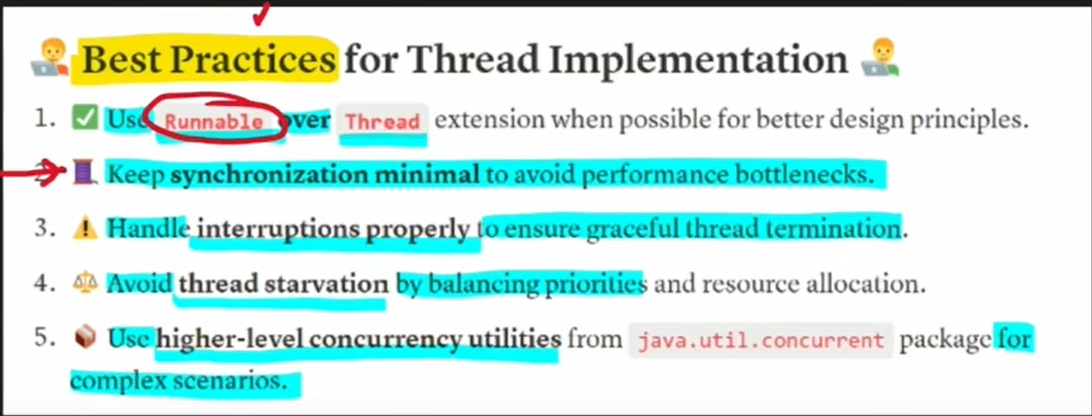 Best Practices for Thread Implementation
1. Use Runnable over Thread extension when possible for better design principles.
2. Keep synchronization minimal to avoid performance bottlenecks.
3. Handle interruptions properly to ensure graceful thread termination.
4. Avoid thread starvation by balancing priorities and resource allocation.
5. Use higher-level concurrency utilities from java.util.concurrent package for
complex scenarios.